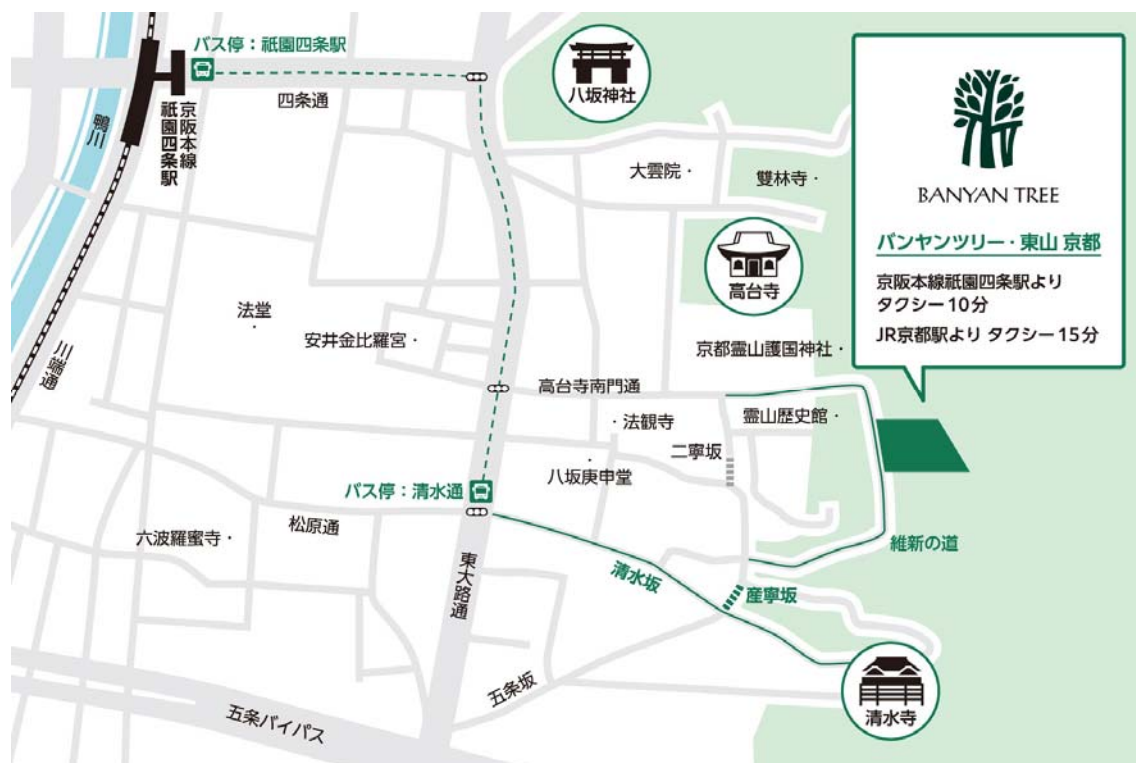 バス停：祇園四条駅
四条通
京阪本線
祇園四条駅
鴨川
八坂神社
大雲院・
雙林寺・
BANYAN TREE
バンヤンツリー・東山 京都
京阪本線祇園四条駅より
タクシー10分
JR京都駅より タクシー15分
高台寺
法堂
安井金比羅宮・
京都霊山護国神社・
川端通
高台寺南門通
・法観寺
霊山歴史館・
二寧坂
八坂庚申堂
バス停：清水通
松原通
六波羅蜜寺・
維新の道
清水坂
産寧坂
東大路通
五条坂
清水寺
五条バイパス